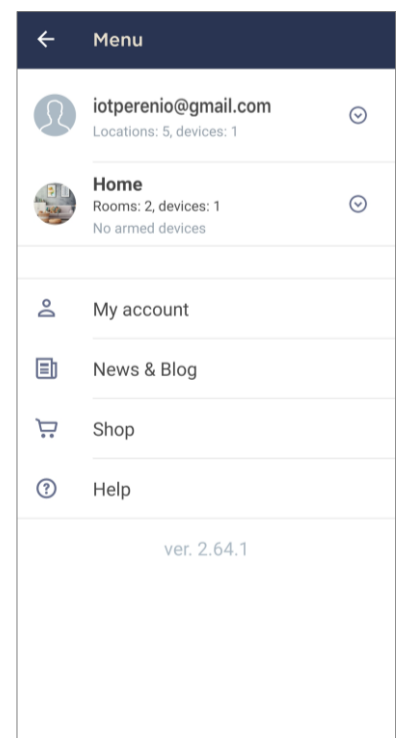 Menu
iotperenio@gmail.com
Locations: 5, devices: 1
Home
Rooms: 2, devices: 1
No armed devices
My account
News & Blog
Shop
Help
ver. 2.64.1